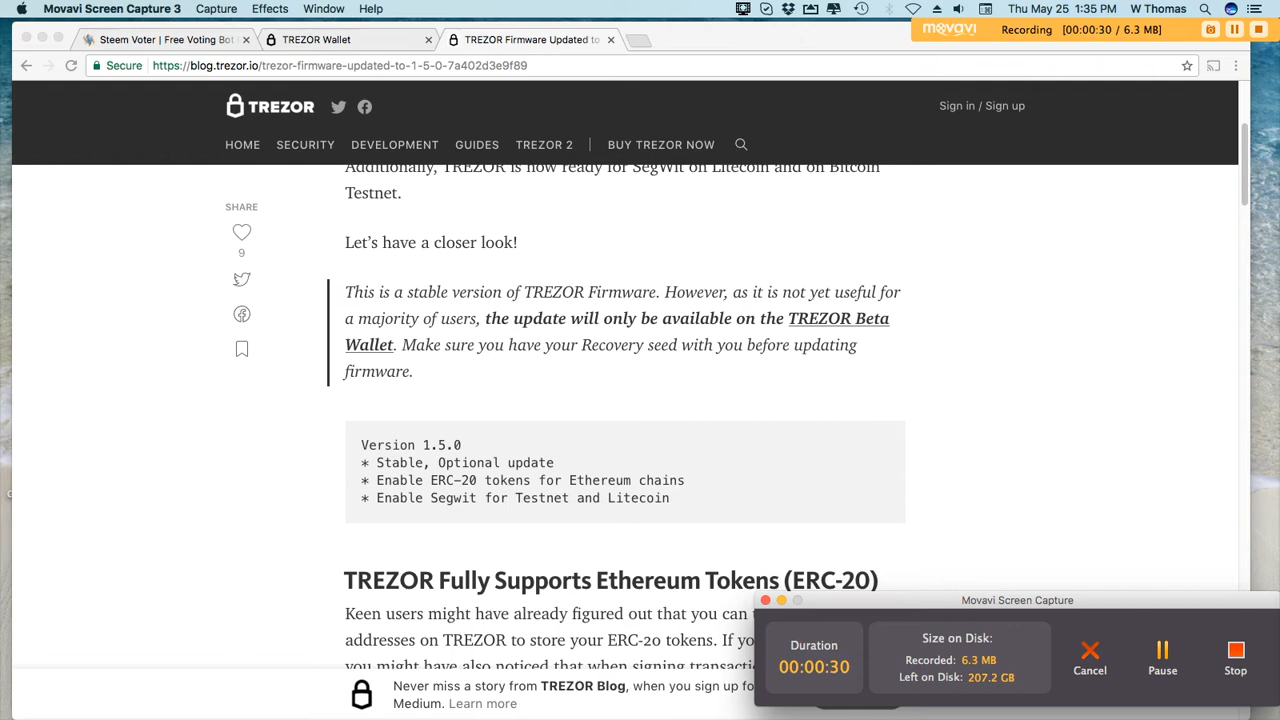 Movavi Screen Capture 3 Capture Effects Window Help Thu May 25 1:35 PM W Thomas
movavi Recording [00:00:30 / 6.3 MB]
Steem Voter | Free Voting Bot TREZOR Wallet TREZOR Firmware Updated to
Secure https://blog.trezor.io/trezor-firmware-updated-to-1-5-0-7a402d3e9f89
TREZOR
Sign in / Sign up
HOME SECURITY DEVELOPMENT GUIDES TREZOR 2 | BUY TREZOR NOW
Additionally, TREZOR is now ready for SegWit on Litecoin and on Bitcoin
Testnet.
SHARE
9
Let’s have a closer look!
This is a stable version of TREZOR Firmware. However, as it is not yet useful for
a majority of users, the update will only be available on the TREZOR Beta
Wallet. Make sure you have your Recovery seed with you before updating
firmware.
Version 1.5.0
* Stable, Optional update
* Enable ERC-20 tokens for Ethereum chains
* Enable Segwit for Testnet and Litecoin
TREZOR Fully Supports Ethereum Tokens (ERC-20)
Keen users might have already figured out that you can
addresses on TREZOR to store your ERC-20 tokens. If yo
you might have also noticed that when signing transacti
Never miss a story from TREZOR Blog, when you sign up fo
Medium. Learn more
Movavi Screen Capture
Duration
00:00:30
Size on Disk:
Recorded: 6.3 MB
Left on Disk: 207.2 GB
Cancel Pause Stop